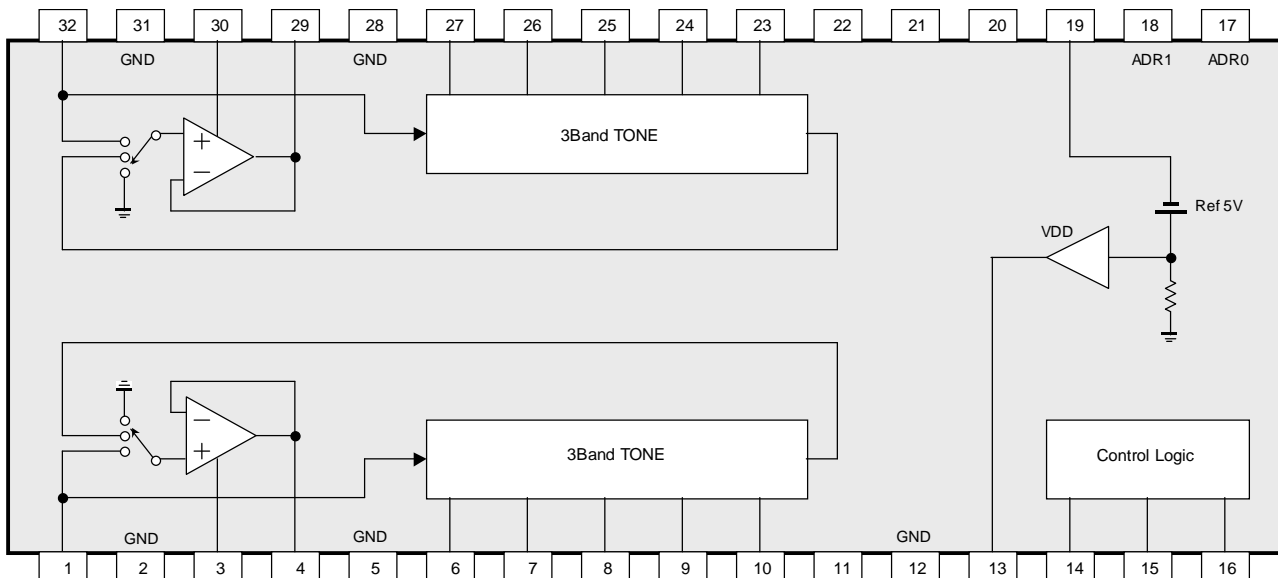 32 31 30 29 28 27 26 25 24 23 22 21 20 19 18 17
GND GND ADR1 ADR0
3Band TONE
+
−
Ref 5V
VDD
−
+
3Band TONE
Control Logic
GND GND GND
1 2 3 4 5 6 7 8 9 10 11 12 13 14 15 16